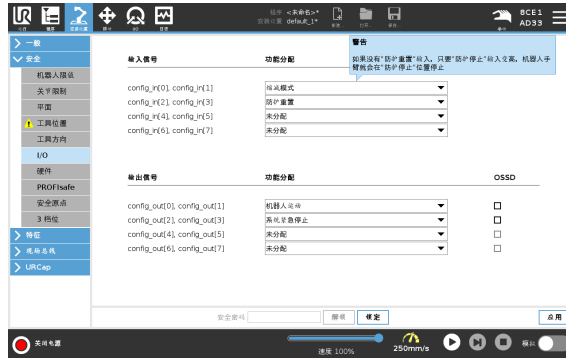 程序 <未命名>*
安装设置 default_1*
8CE1
AD33
运行
程序
安装设置
移动
I/O
日志
新建...
打开...
保存...
警告
如果没有"防护重置"输入，只要"防护停止"输入变高，机器人手
臂就会在"防护停止"位置停止
一般
安全
机器人限值
关节限制
平面
工具位置
工具方向
I/O
硬件
PROFIsafe
安全原点
3 档位
特征
现场总线
URCap
输入信号
功能分配
config_in[0], config_in[1]
缩减模式
config_in[2], config_in[3]
防护重置
config_in[4], config_in[5]
未分配
config_in[6], config_in[7]
未分配
输出信号
功能分配
OSSD
config_out[0], config_out[1]
机器人运动
config_out[2], config_out[3]
系统紧急停止
config_out[4], config_out[5]
未分配
config_out[6], config_out[7]
未分配
安全密码
解锁
锁定
应用
关闭电源
速度 100%
250mm/s
模拟